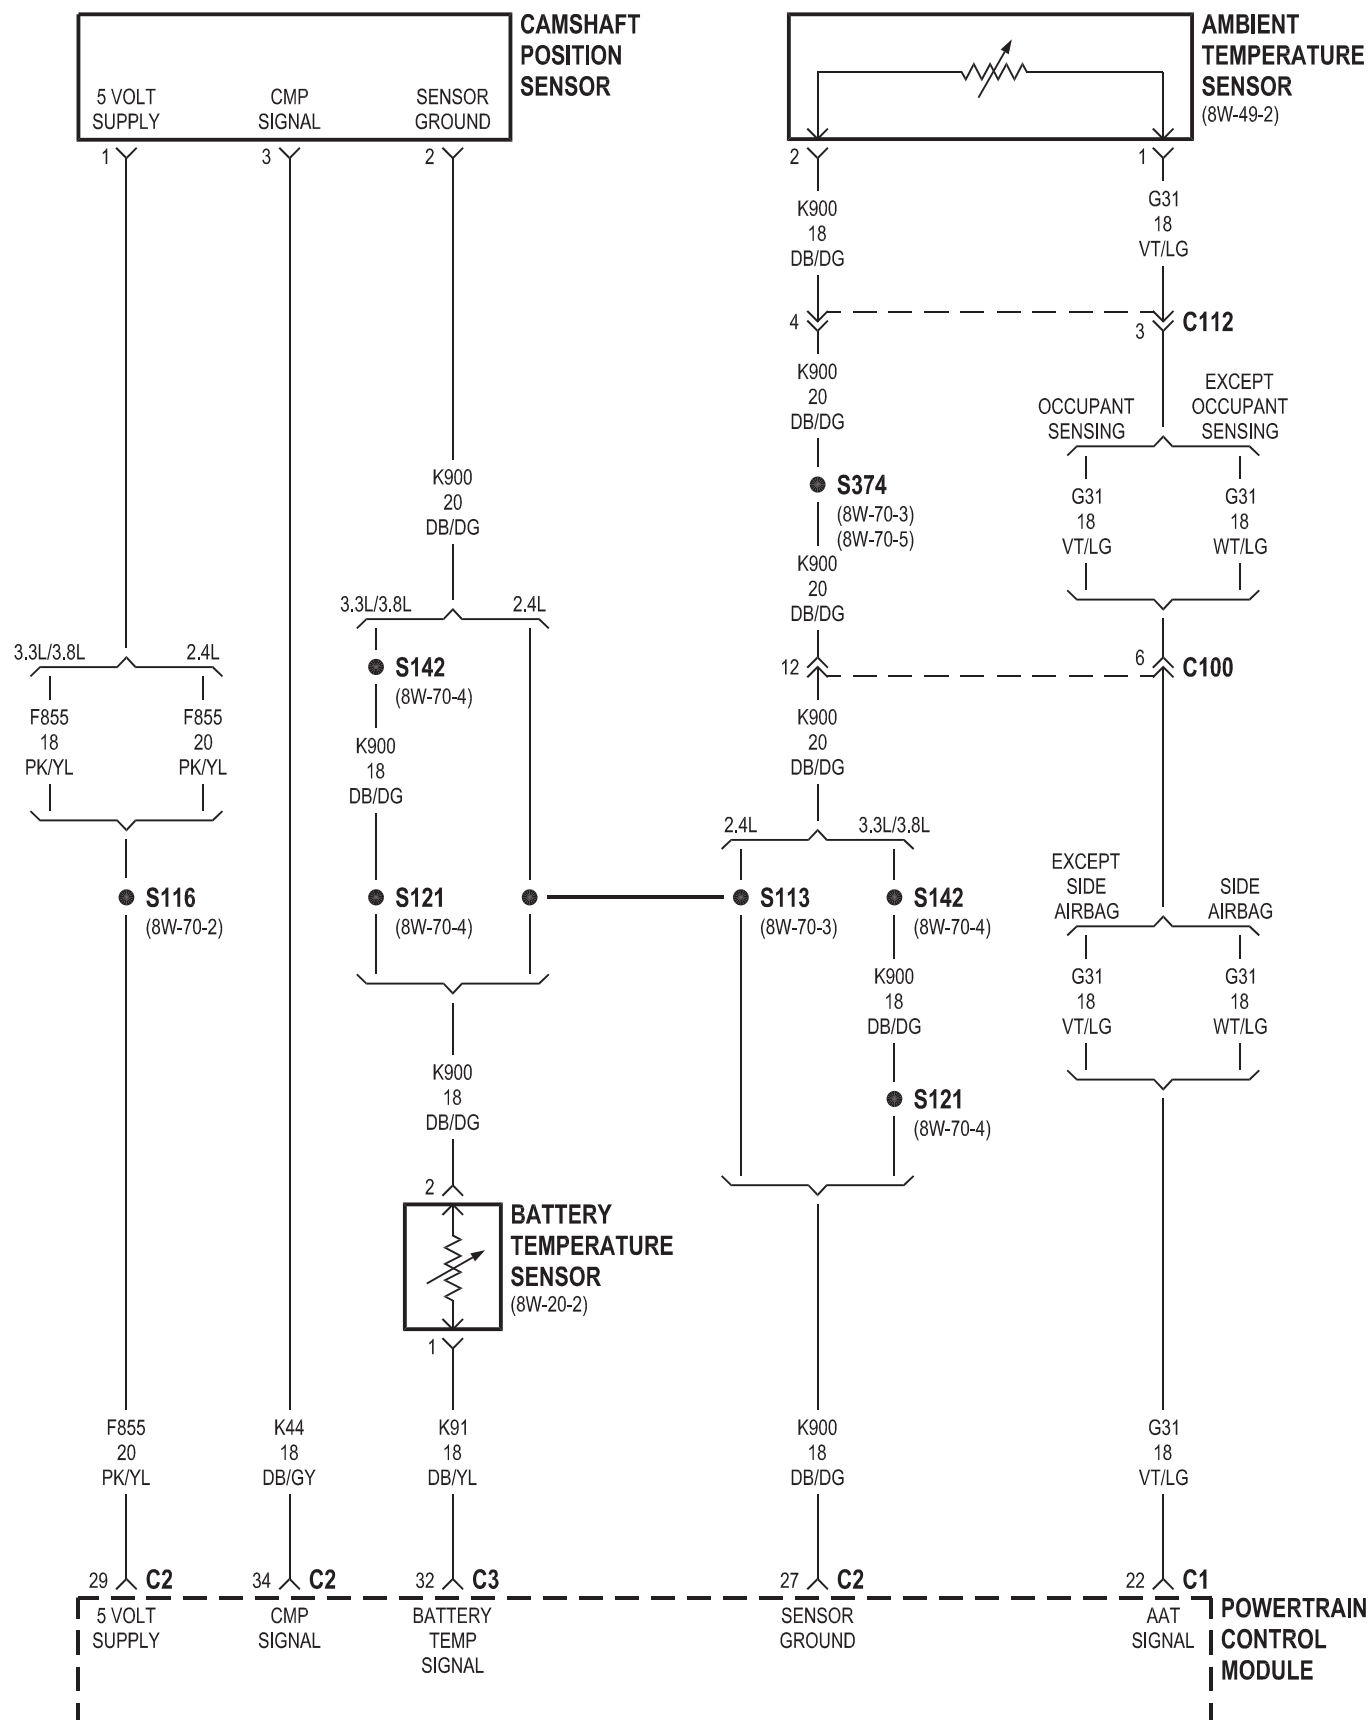 CAMSHAFT
POSITION
SENSOR
5 VOLT
SUPPLY
CMP
SIGNAL
SENSOR
GROUND
1
3
2
AMBIENT
TEMPERATURE
SENSOR
(8W-49-2)
2
1
K900
18
DB/DG
G31
18
VT/LG
4
3
C112
K900
20
DB/DG
OCCUPANT
SENSING
EXCEPT
OCCUPANT
SENSING
K900
20
DB/DG
S374
(8W-70-3)
(8W-70-5)
G31
18
VT/LG
G31
18
WT/LG
K900
20
DB/DG
3.3L/3.8L
2.4L
3.3L/3.8L
2.4L
S142
(8W-70-4)
12
6
C100
F855
18
PK/YL
F855
20
PK/YL
K900
18
DB/DG
K900
20
DB/DG
2.4L
3.3L/3.8L
EXCEPT
SIDE
AIRBAG
SIDE
AIRBAG
S116
(8W-70-2)
S121
(8W-70-4)
S113
(8W-70-3)
S142
(8W-70-4)
K900
18
DB/DG
G31
18
VT/LG
G31
18
WT/LG
K900
18
DB/DG
S121
(8W-70-4)
2
BATTERY
TEMPERATURE
SENSOR
(8W-20-2)
1
F855
20
PK/YL
K44
18
DB/GY
K91
18
DB/YL
K900
18
DB/DG
G31
18
VT/LG
29
C2
34
C2
32
C3
27
C2
22
C1
5 VOLT
SUPPLY
CMP
SIGNAL
BATTERY
TEMP
SIGNAL
SENSOR
GROUND
AAT
SIGNAL
POWERTRAIN
CONTROL
MODULE